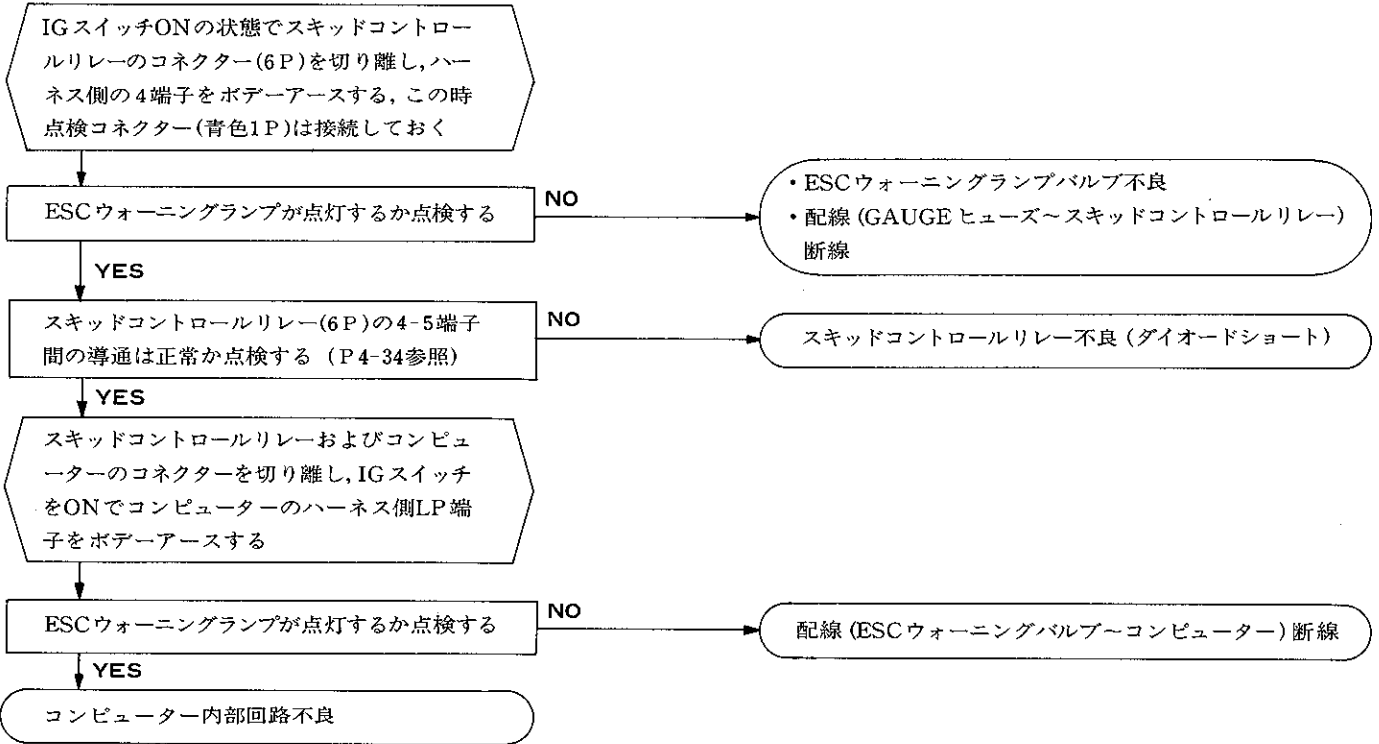 IGスイッチONの状態でスキッドコントロー
ルリレーのコネクター(6P)を切り離し,ハー
ネス側の4端子をボデーアースする,この時
点検コネクター(青色1P)は接続しておく
ESCウォーニングランプが点灯するか点検する
NO
・ESCウォーニングランプバルブ不良
・配線(GAUGEヒューズ~スキッドコントロールリレー)
断線
YES
スキッドコントロールリレー(6P)の4-5端子
間の導通は正常か点検する (P4-34参照)
NO
スキッドコントロールリレー不良(ダイオードショート)
YES
スキッドコントロールリレーおよびコンピュ
ーターのコネクターを切り離し,IGスイッチ
をONでコンピューターのハーネス側LP端
子をボデーアースする
ESCウォーニングランプが点灯するか点検する
NO
配線(ESCウォーニングバルブ~コンピューター)断線
YES
コンピューター内部回路不良